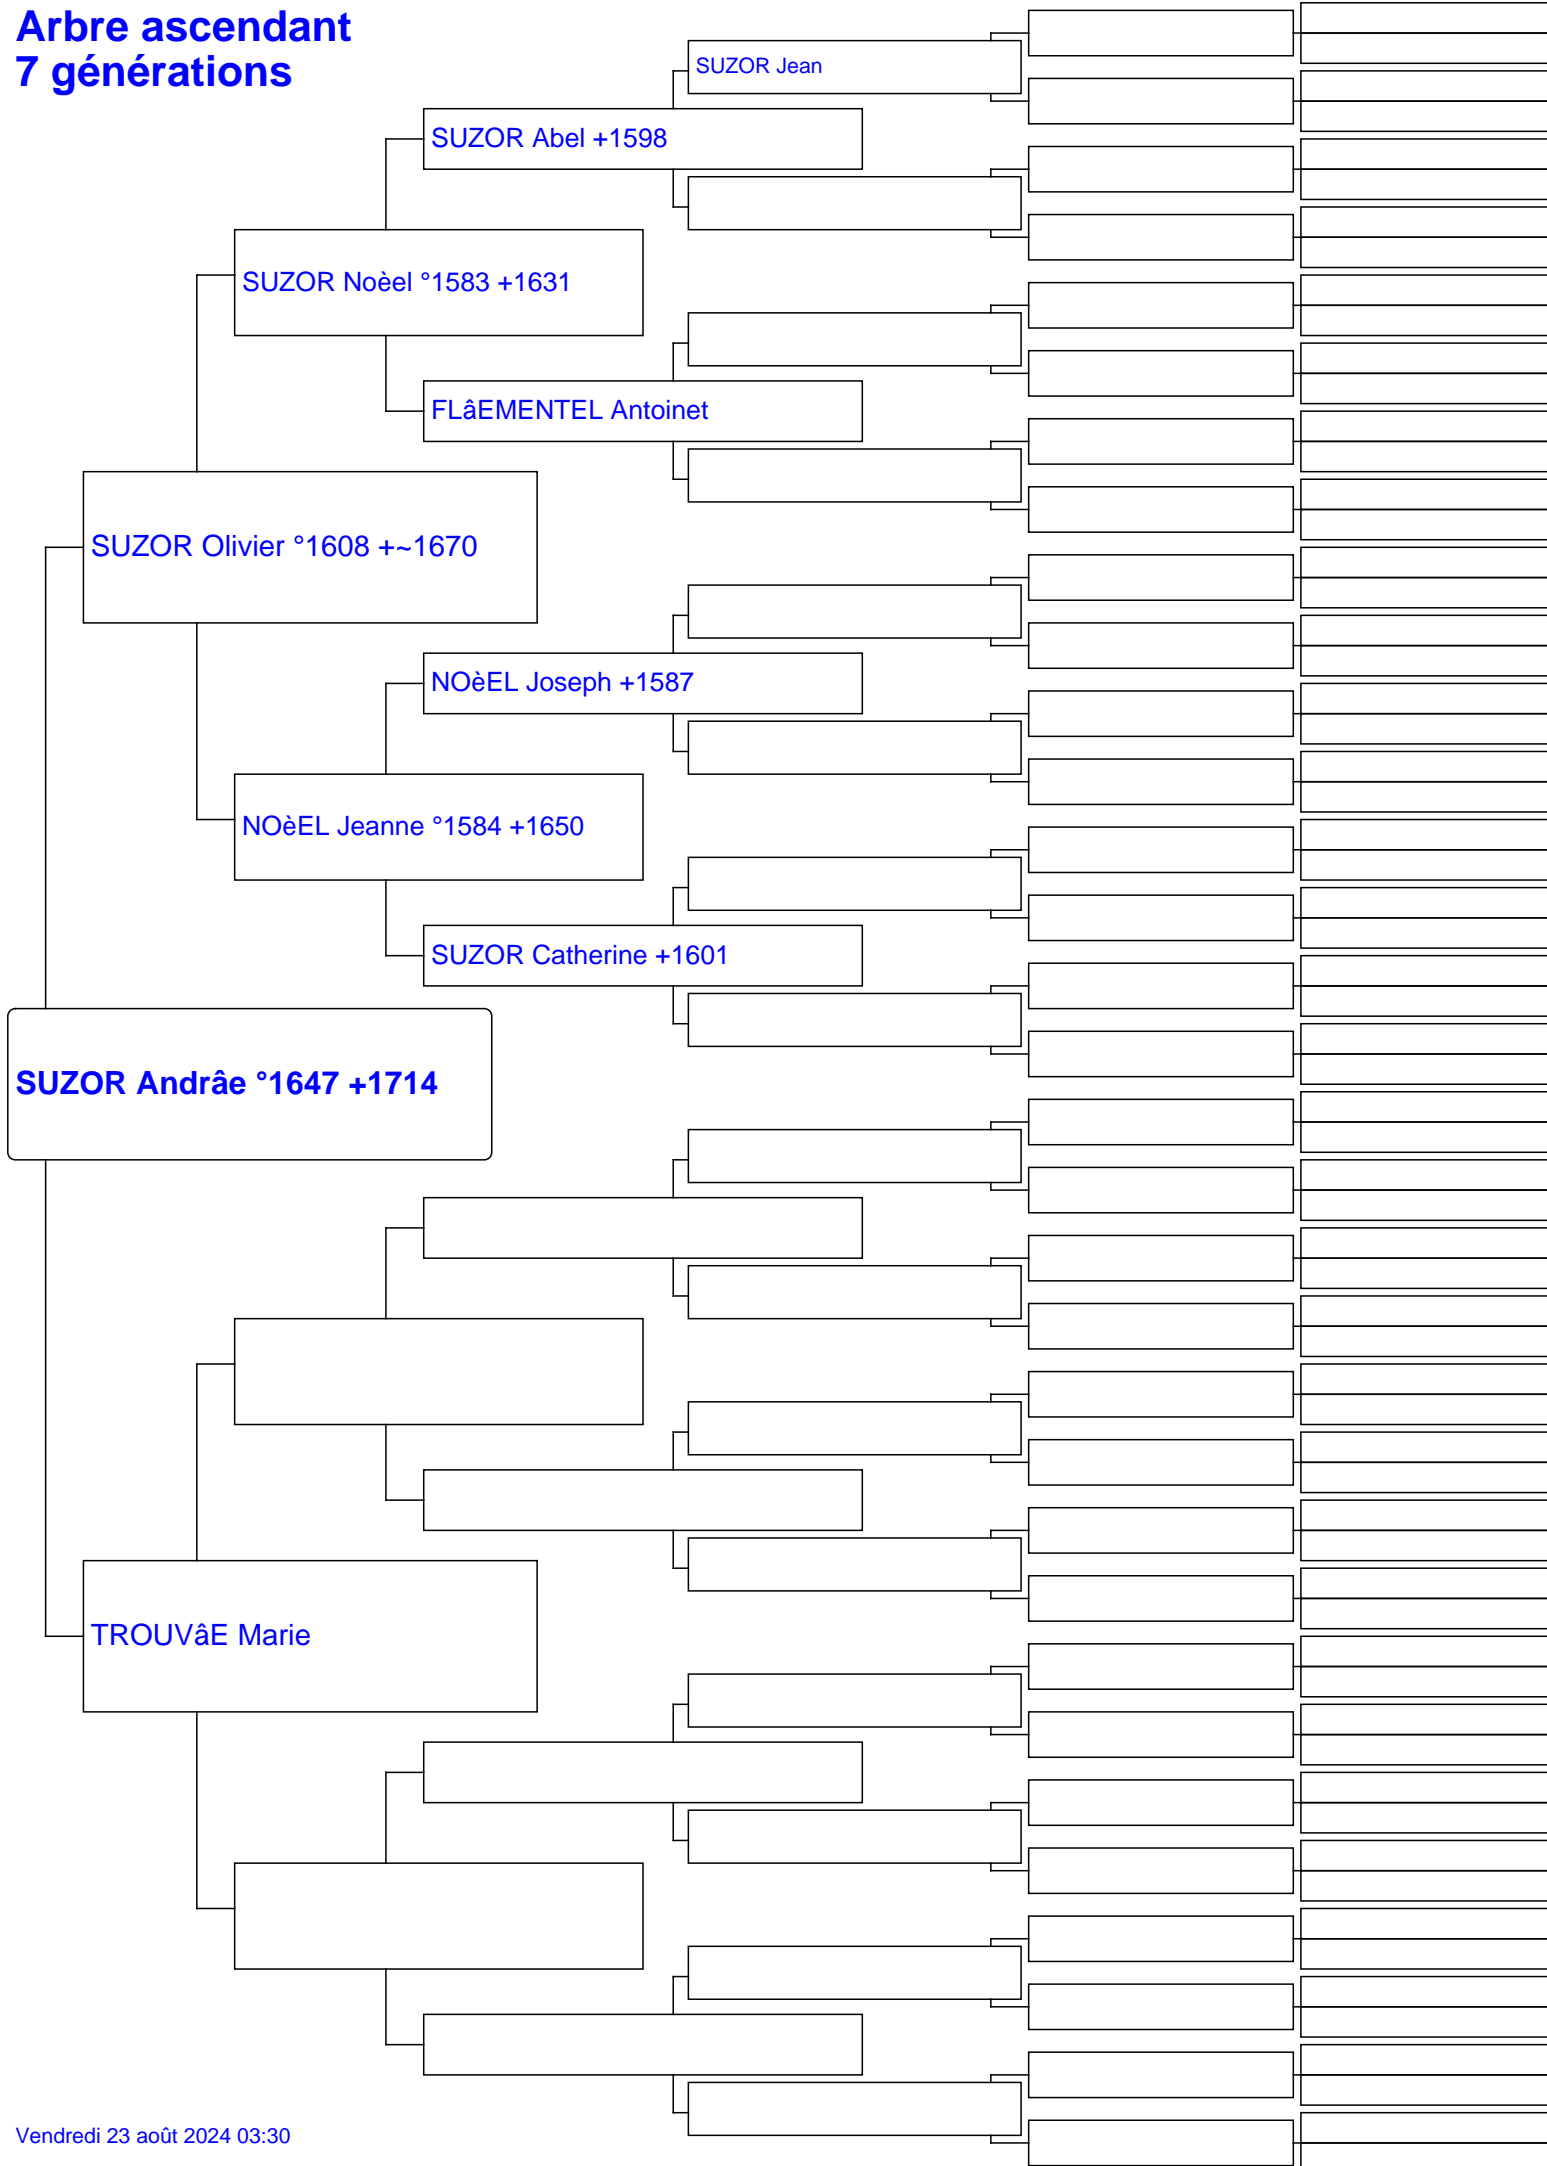 Arbre ascendant
7 générations
SUZOR Jean
SUZOR Abel +1598
SUZOR Noèel °1583 +1631
FLâEMENTEL Antoinet
SUZOR Olivier °1608 +~1670
NOèEL Joseph +1587
NOèEL Jeanne °1584 +1650
SUZOR Catherine +1601
SUZOR Andrâe °1647 +1714
TROUVâE Marie
Vendredi 23 août 2024 03:30